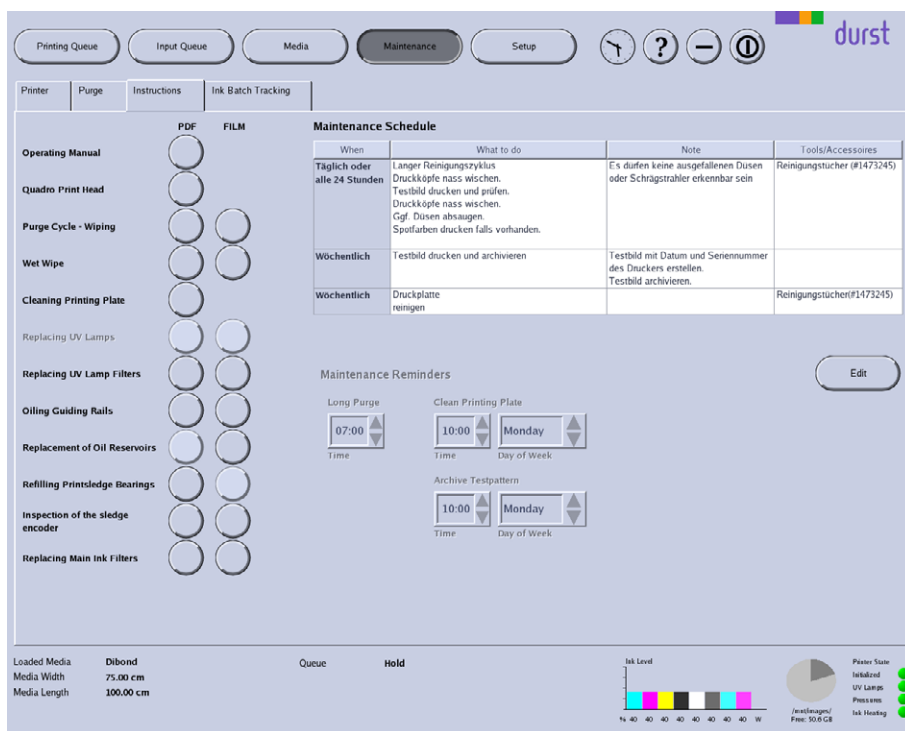 Printing Queue
Input Queue
Media
Maintenance
Setup
?
durst
Printer
Purge
Instructions
Ink Batch Tracking
PDF
FILM
Operating Manual
Quadro Print Head
Purge Cycle - Wiping
Wet Wipe
Cleaning Printing Plate
Replacing UV Lamps
Replacing UV Lamp Filters
Oiling Guiding Rails
Replacement of Oil Reservoirs
Refilling Printsledge Bearings
Inspection of the sledge
encoder
Replacing Main Ink Filters
Maintenance Schedule
When
What to do
Note
Tools/Accessoires
Täglich oder
alle 24 Stunden
Langer Reinigungszyklus
Druckköpfe nass wischen.
Testbild drucken und prüfen.
Druckköpfe nass wischen.
Ggf. Düsen absaugen.
Spotfarben drucken falls vorhanden.
Es dürfen keine ausgefallenen Düsen
oder Schrägstrahler erkennbar sein
Reinigungstücher (#1473245)
Wöchentlich
Testbild drucken und archivieren
Testbild mit Datum und Seriennummer
des Druckers erstellen.
Testbild archivieren.
Wöchentlich
Druckplatte
reinigen
Reinigungstücher(#1473245)
Maintenance Reminders
Edit
Long Purge
07:00
Time
Clean Printing Plate
10:00
Monday
Time
Day of Week
Archive Testpattern
10:00
Monday
Time
Day of Week
Loaded Media Dibond
Media Width 75.00 cm
Media Length 100.00 cm
Queue Hold
Ink Level
% 40 40 40 40 40 40 40 40 W
/mnt/images/
Free: 50.6 GB
Printer State
Initialized
UV Lamps
Pressures
Ink Heating